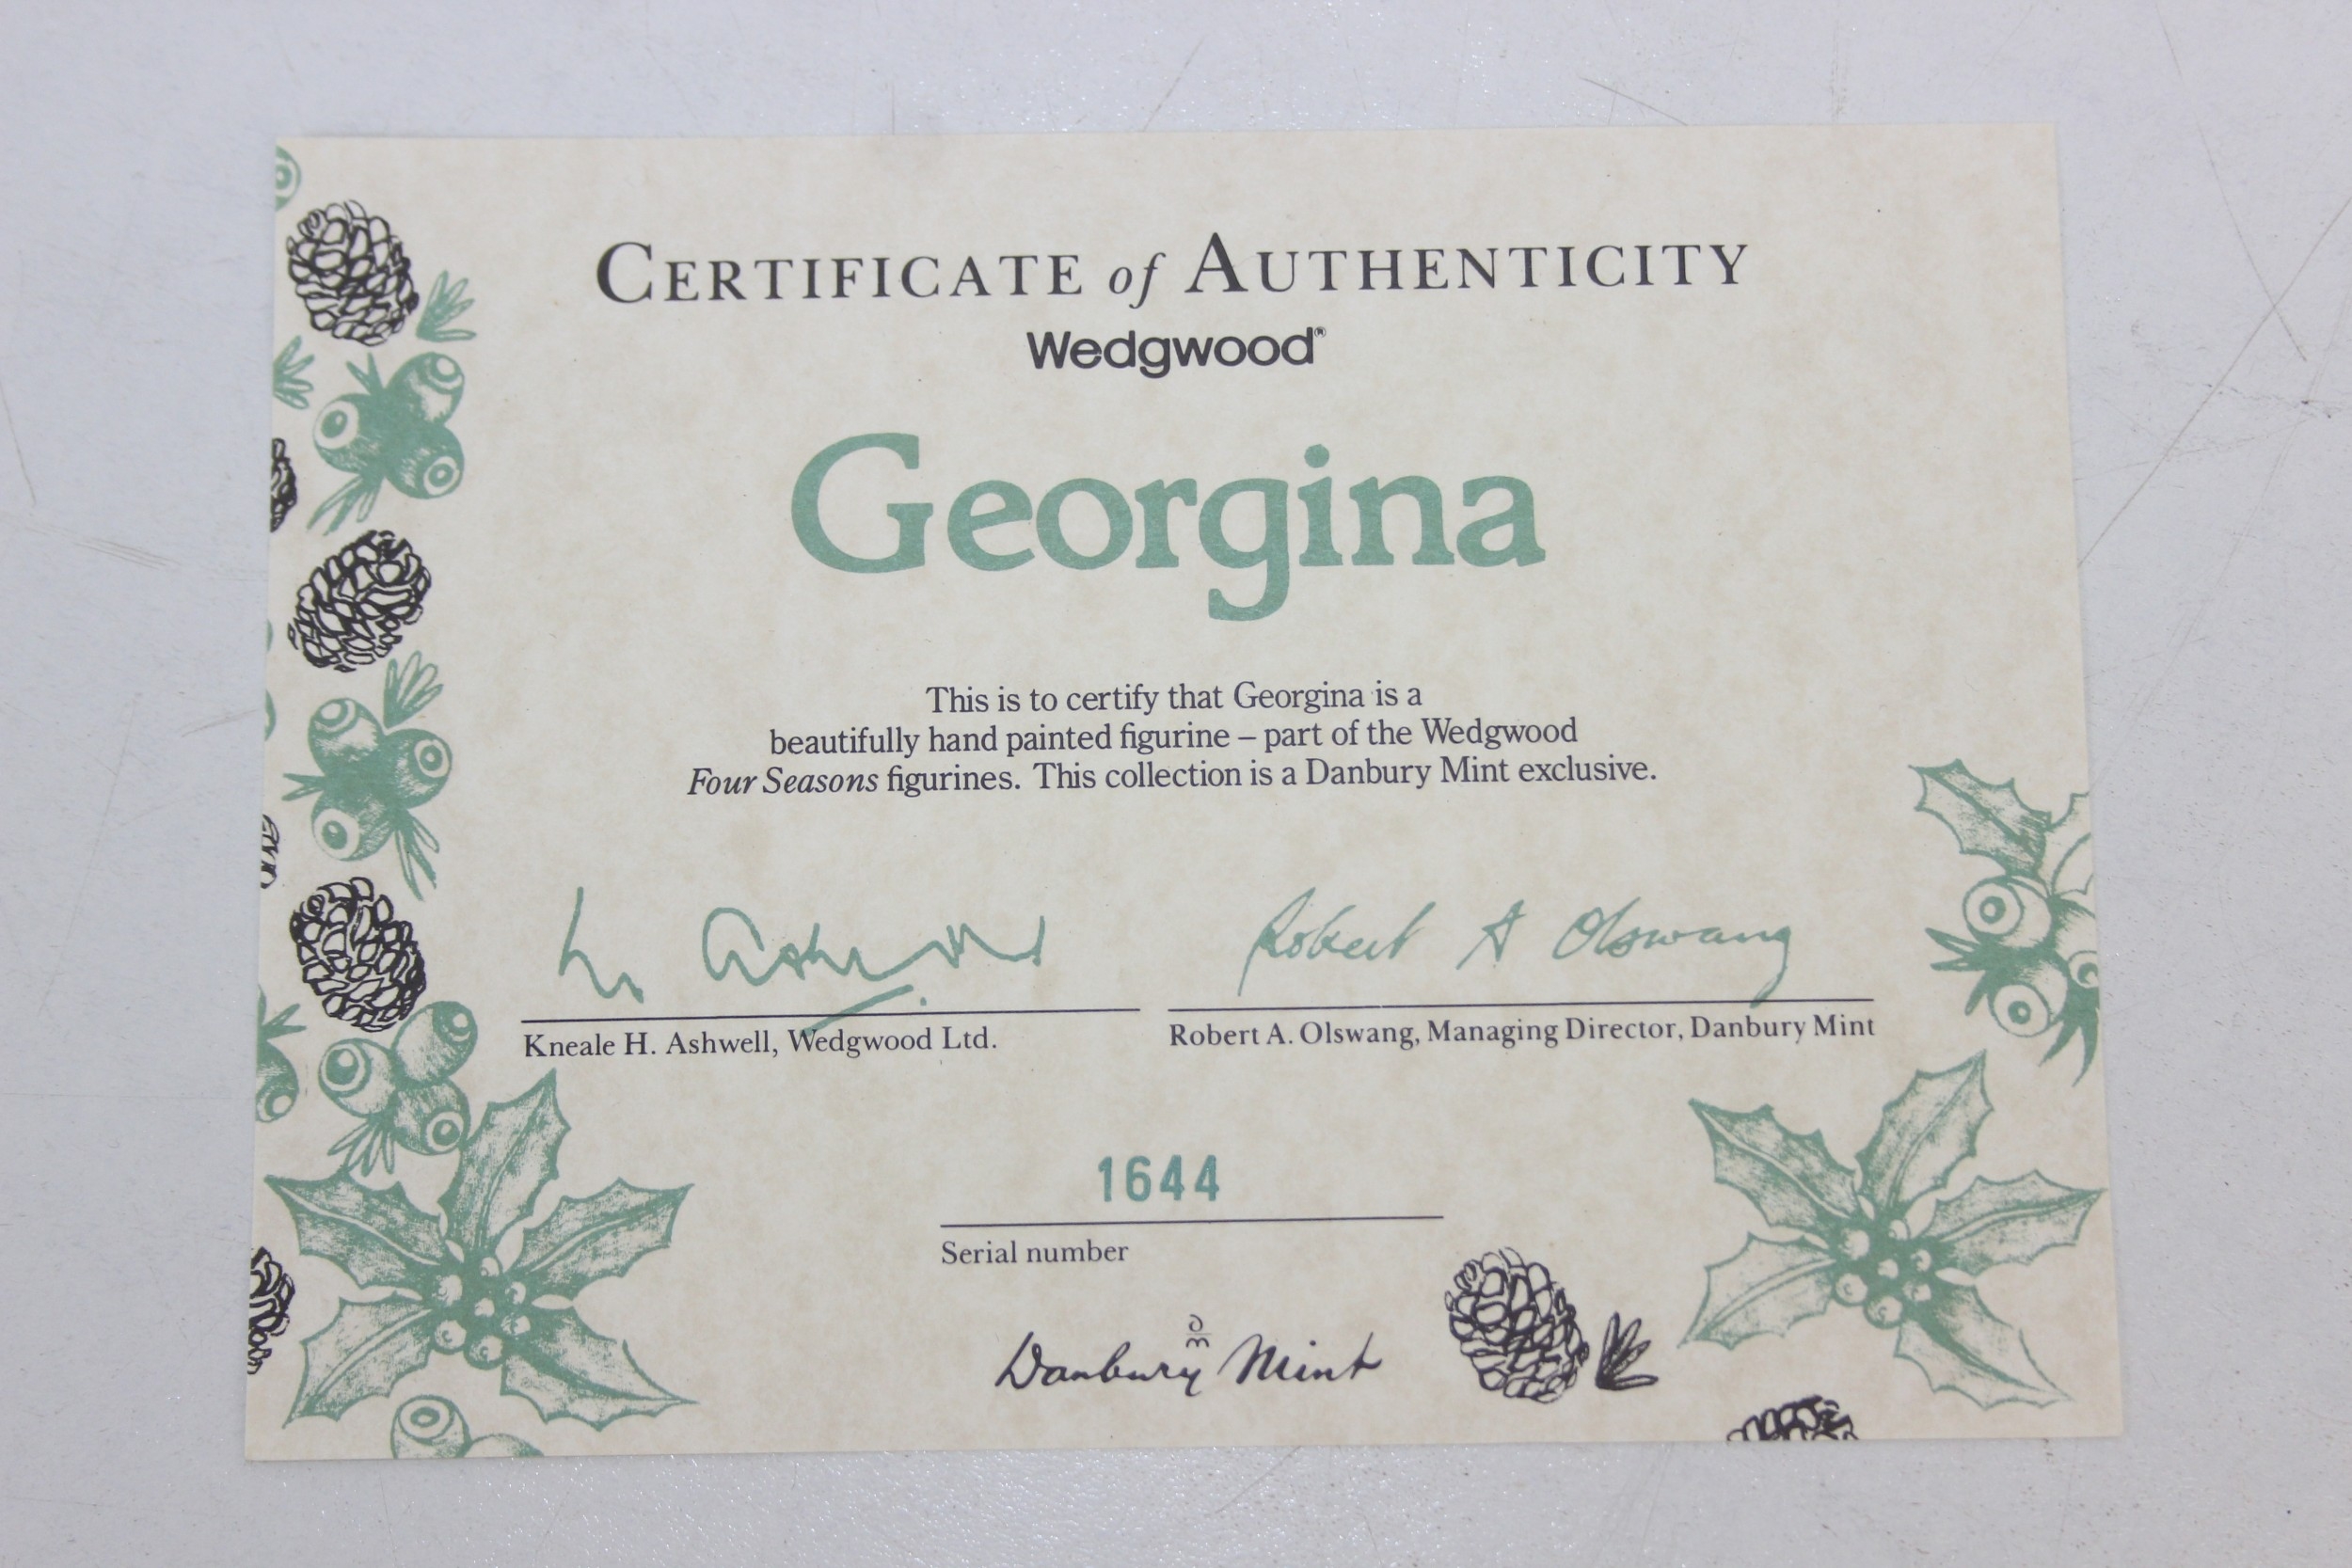 CERTIFICATE of AUTHENTICITY
Wedgwood®
Georgina
This is to certify that Georgina is a
beautifully hand painted figurine – part of the Wedgwood
Four Seasons figurines. This collection is a Danbury Mint exclusive.
Robert A Olswang
Kneale H. Ashwell, Wedgwood Ltd.
Robert A. Olswang, Managing Director, Danbury Mint
1644
Serial number
Danbury Mint